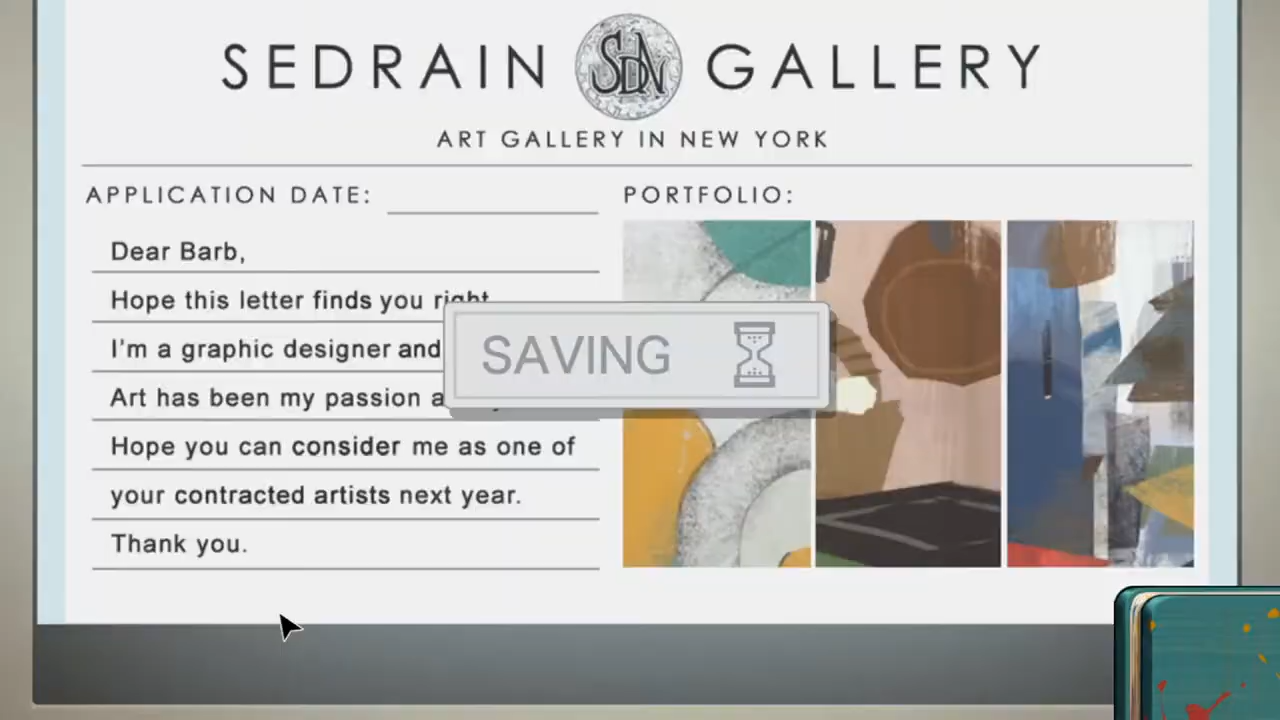 SEDRAIN SDN GALLERY
ART GALLERY IN NEW YORK
APPLICATION DATE:
PORTFOLIO:
Dear Barb,
Hope this letter finds you right
I'm a graphic designer and
Art has been my passion
Hope you can consider me as one of
your contracted artists next year.
Thank you.
SAVING